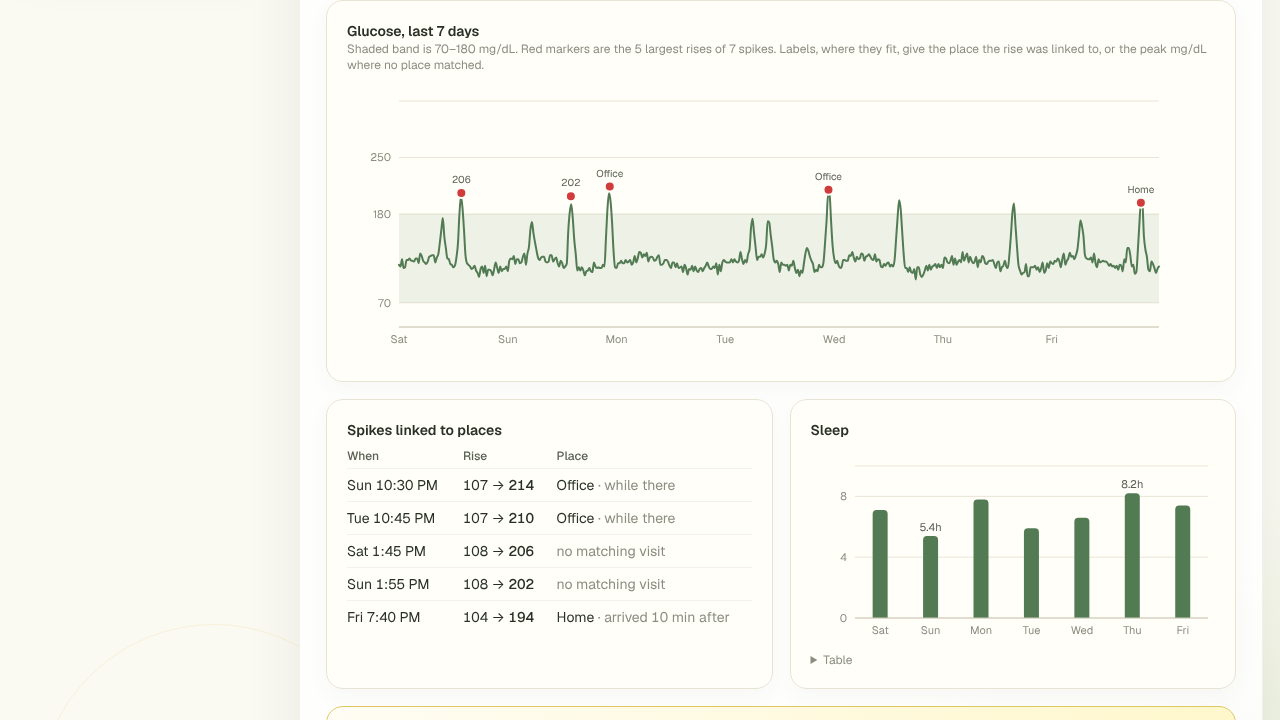 Glucose, last 7 days
Shaded band is 70–180 mg/dL. Red markers are the 5 largest rises of 7 spikes. Labels, where they fit, give the place the rise was linked to, or the peak mg/dL
where no place matched.
250
180
70
206
202
Office
Office
Home
Sat
Sun
Mon
Tue
Wed
Thu
Fri
Spikes linked to places
When Rise Place
Sun 10:30 PM 107 → 214 Office · while there
Tue 10:45 PM 107 → 210 Office · while there
Sat 1:45 PM 108 → 206 no matching visit
Sun 1:55 PM 108 → 202 no matching visit
Fri 7:40 PM 104 → 194 Home · arrived 10 min after
Sleep
8
4
0
5.4h
8.2h
Sat
Sun
Mon
Tue
Wed
Thu
Fri
▶ Table